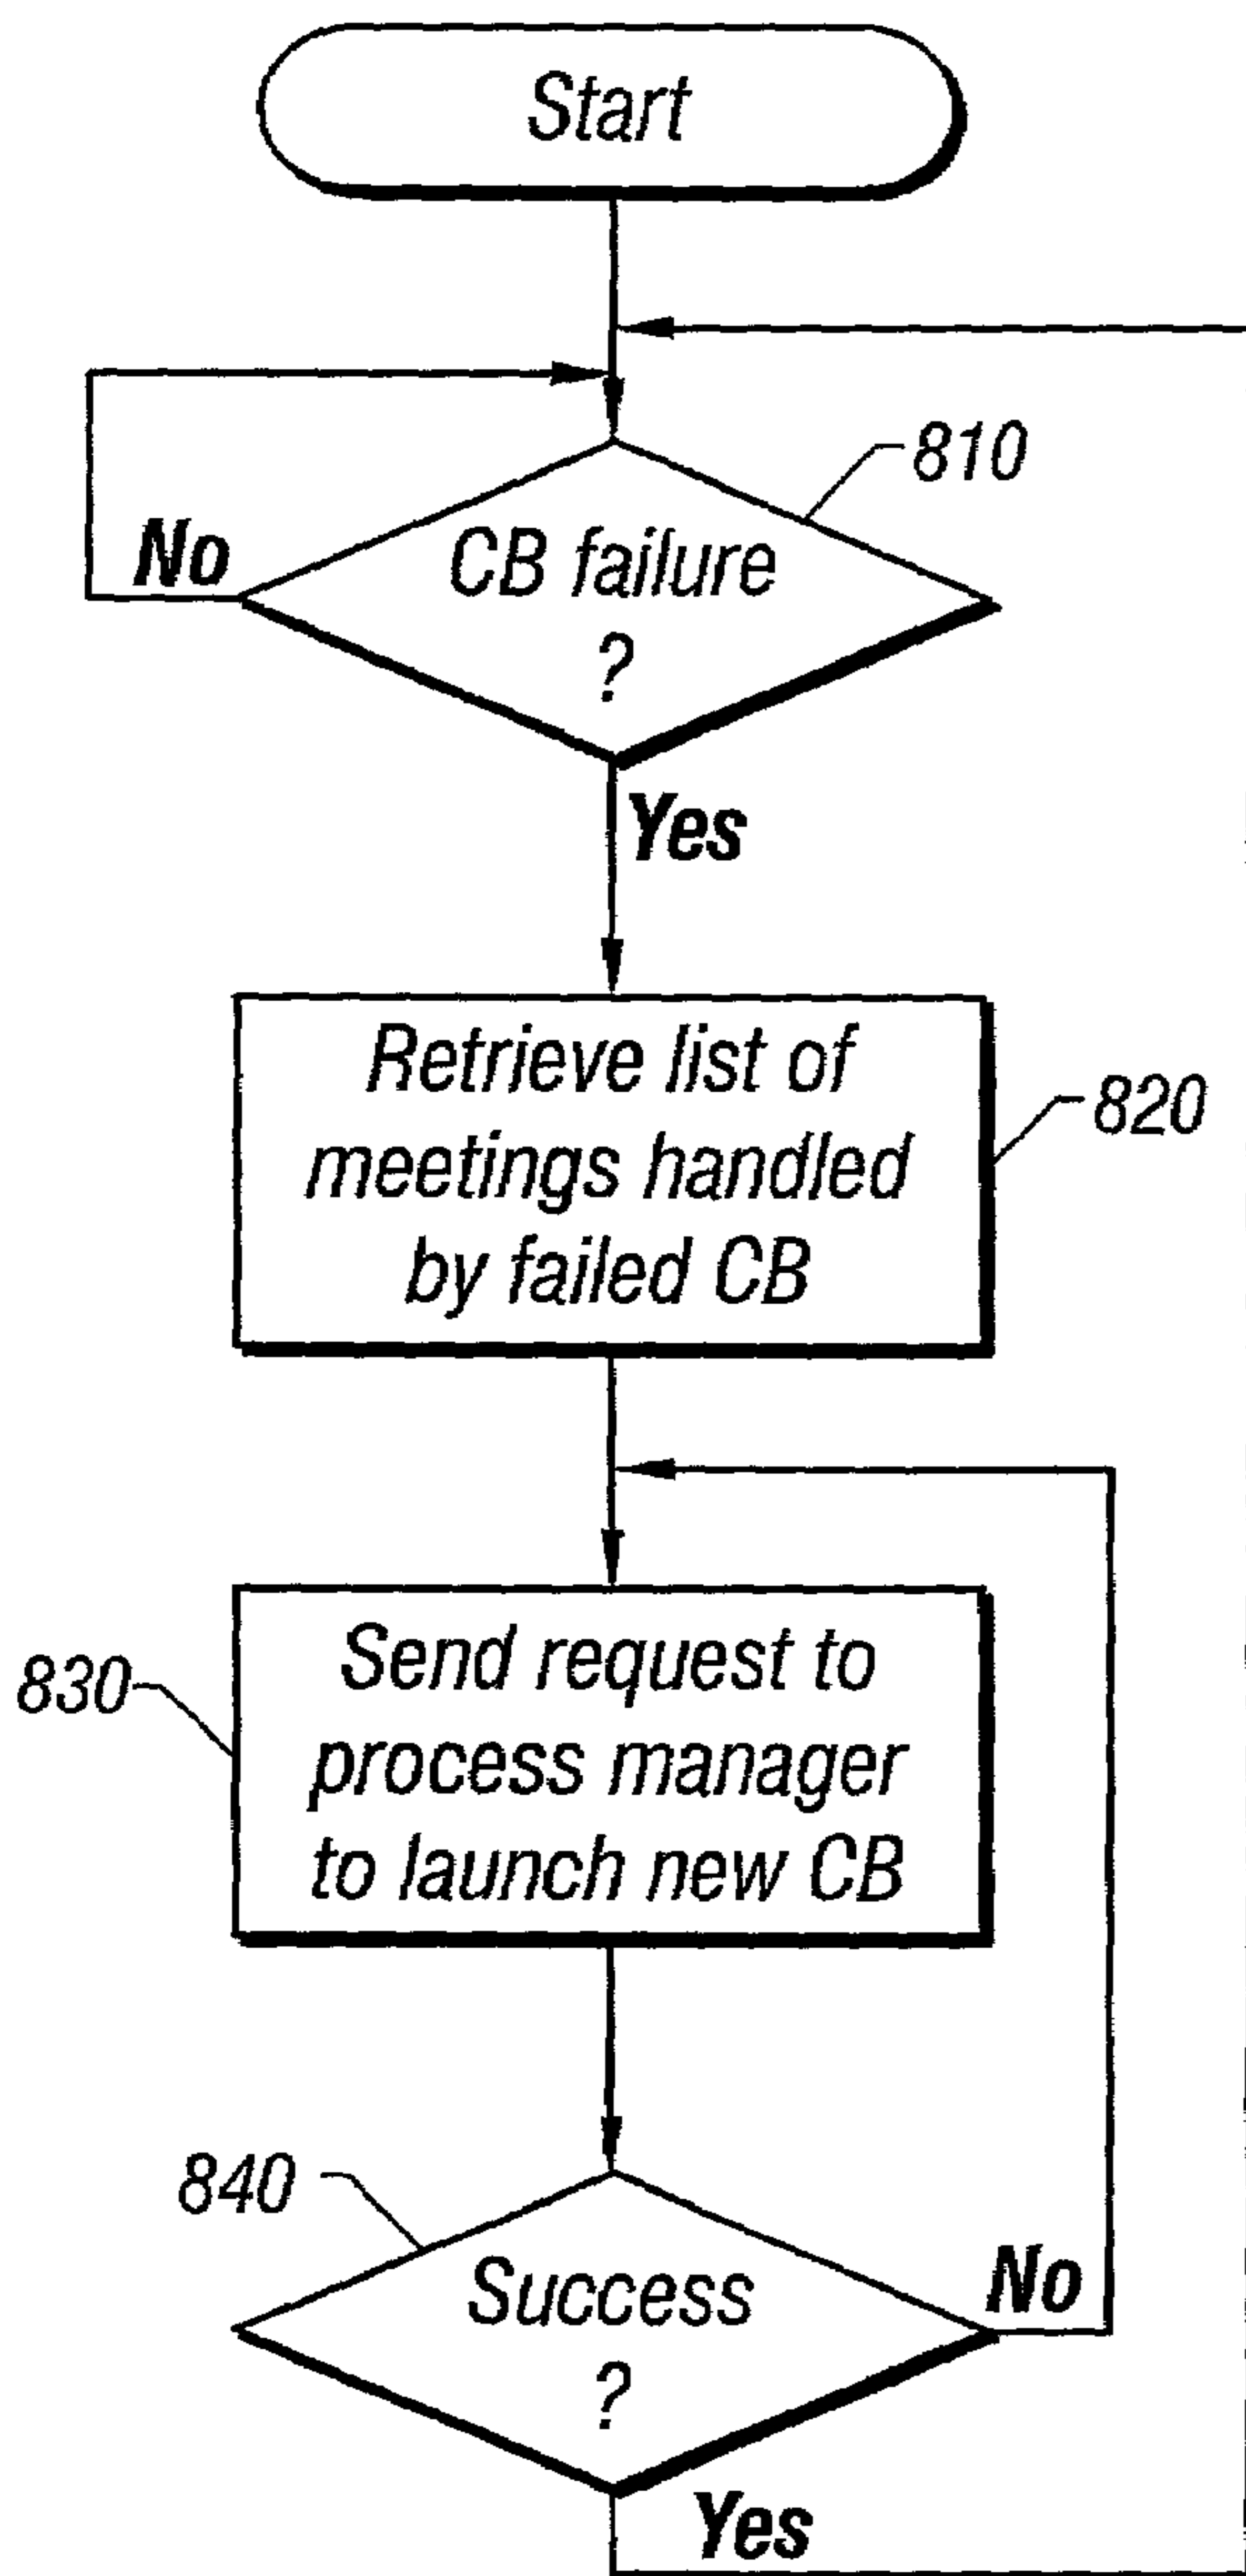 Start
810
No
CB failure
?
Yes
Retrieve list of
meetings handled
by failed CB
820
830
Send request to
process manager
to launch new CB
840
Success
?
No
Yes